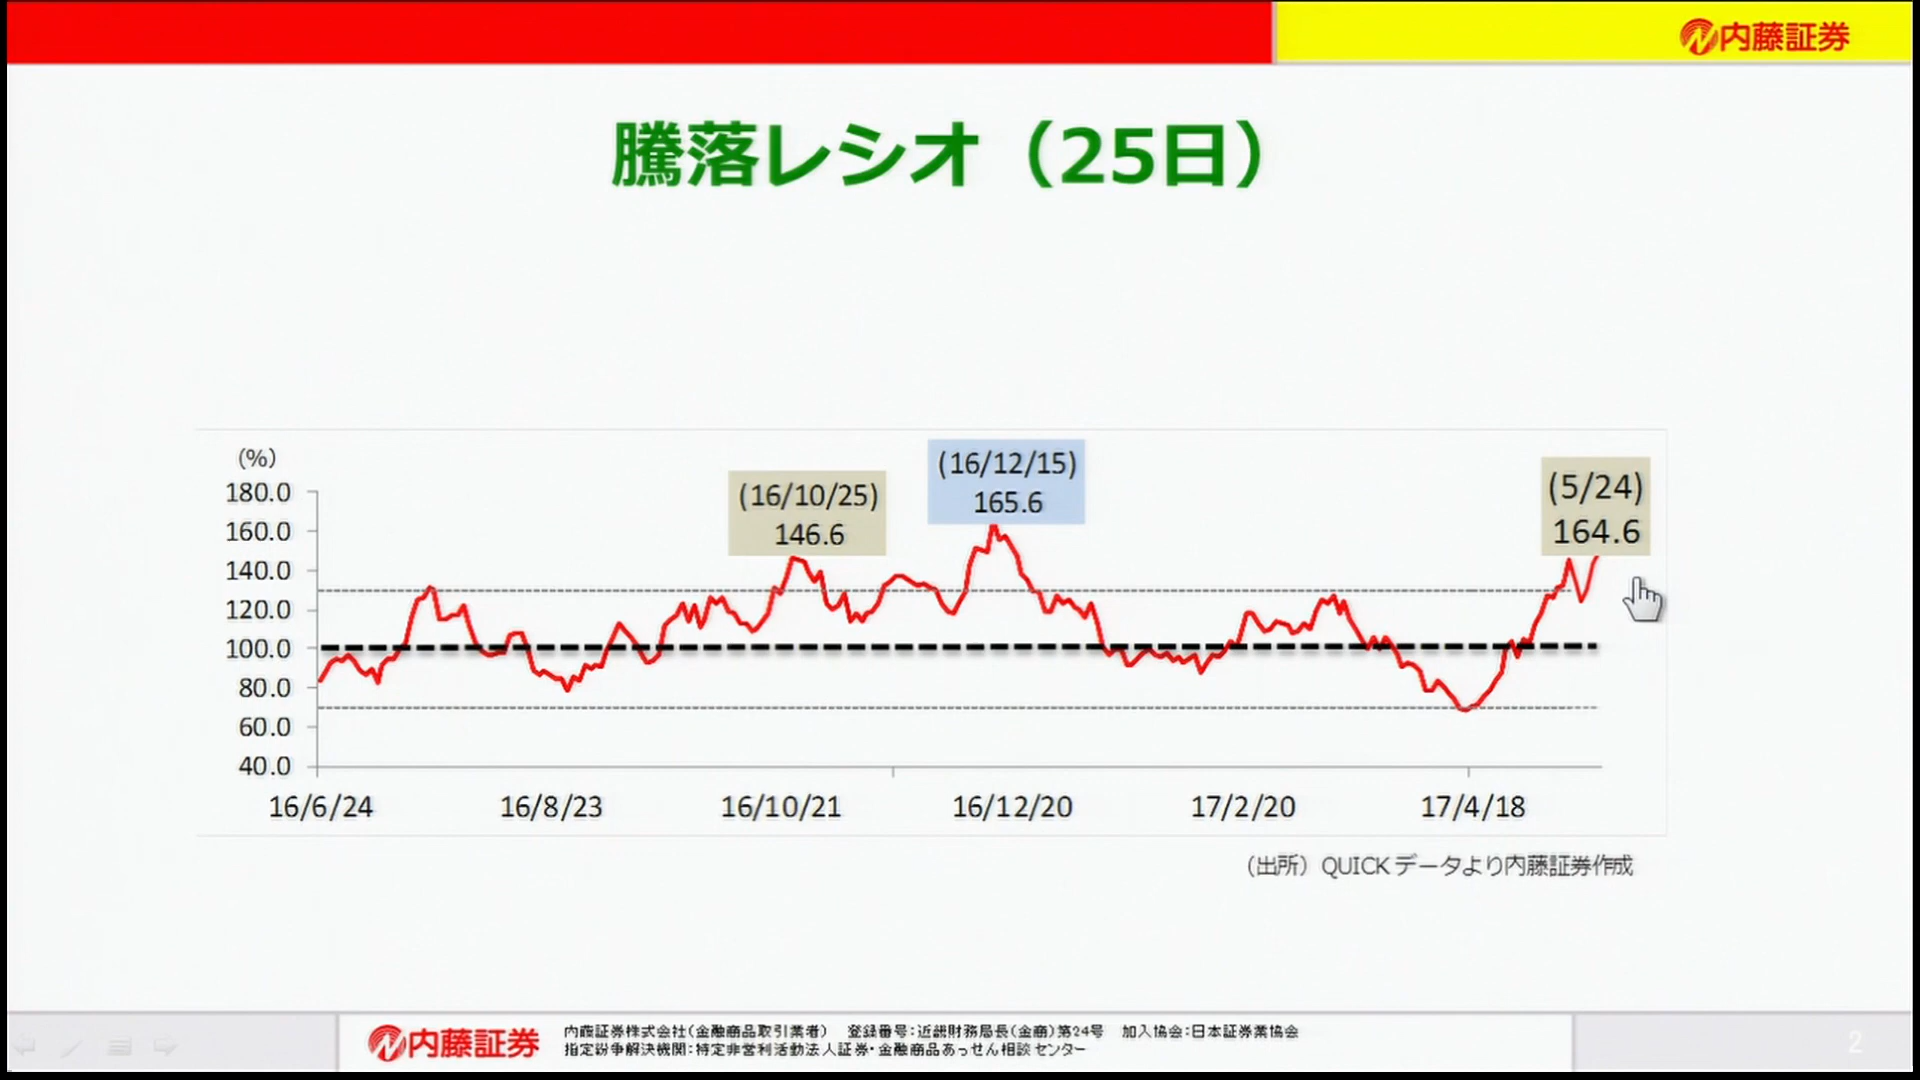 内藤証券
騰落レシオ（25日）
(%)
(16/12/15)
165.6
(16/10/25)
146.6
(5/24)
164.6
180.0
160.0
140.0
120.0
100.0
80.0
60.0
40.0
16/6/24 16/8/23 16/10/21 16/12/20 17/2/20 17/4/18
（出所）QUICKデータより内藤証券作成
内藤証券
内藤証券株式会社(金融商品取引業者) 登録番号:近畿財務局長(金商)第24号 加入協会:日本証券業協会
指定紛争解決機関:特定非営利活動法人証券・金融商品あっせん相談センター
2